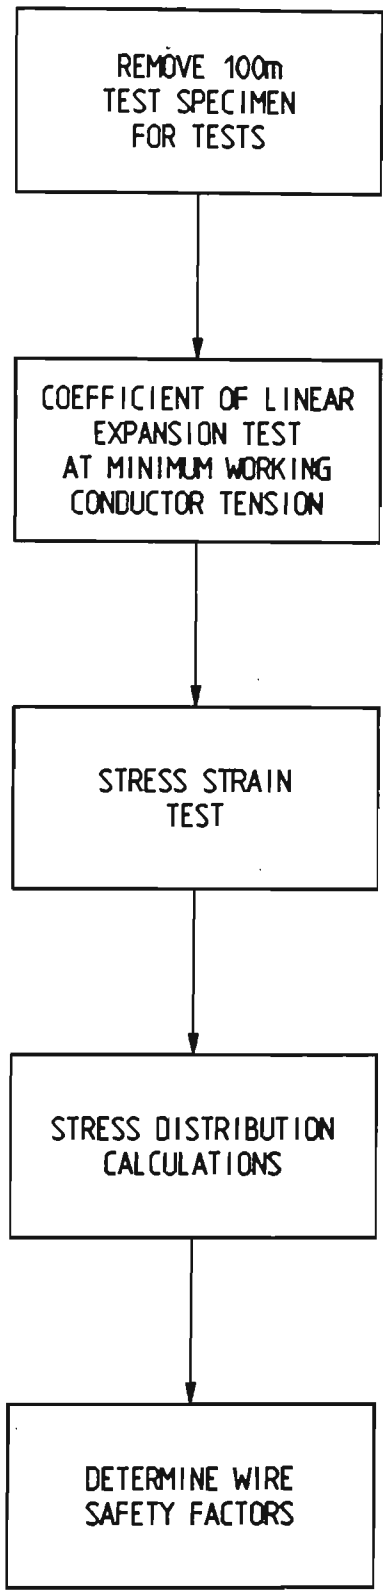 REMOVE 100m
TEST SPECIMEN
FOR TESTS
COEFFICIENT OF LINEAR
EXPANSION TEST
AT MINIMUM WORKING
CONDUCTOR TENSION
STRESS STRAIN
TEST
STRESS DISTRIBUTION
CALCULATIONS
DETERMINE WIRE
SAFETY FACTORS